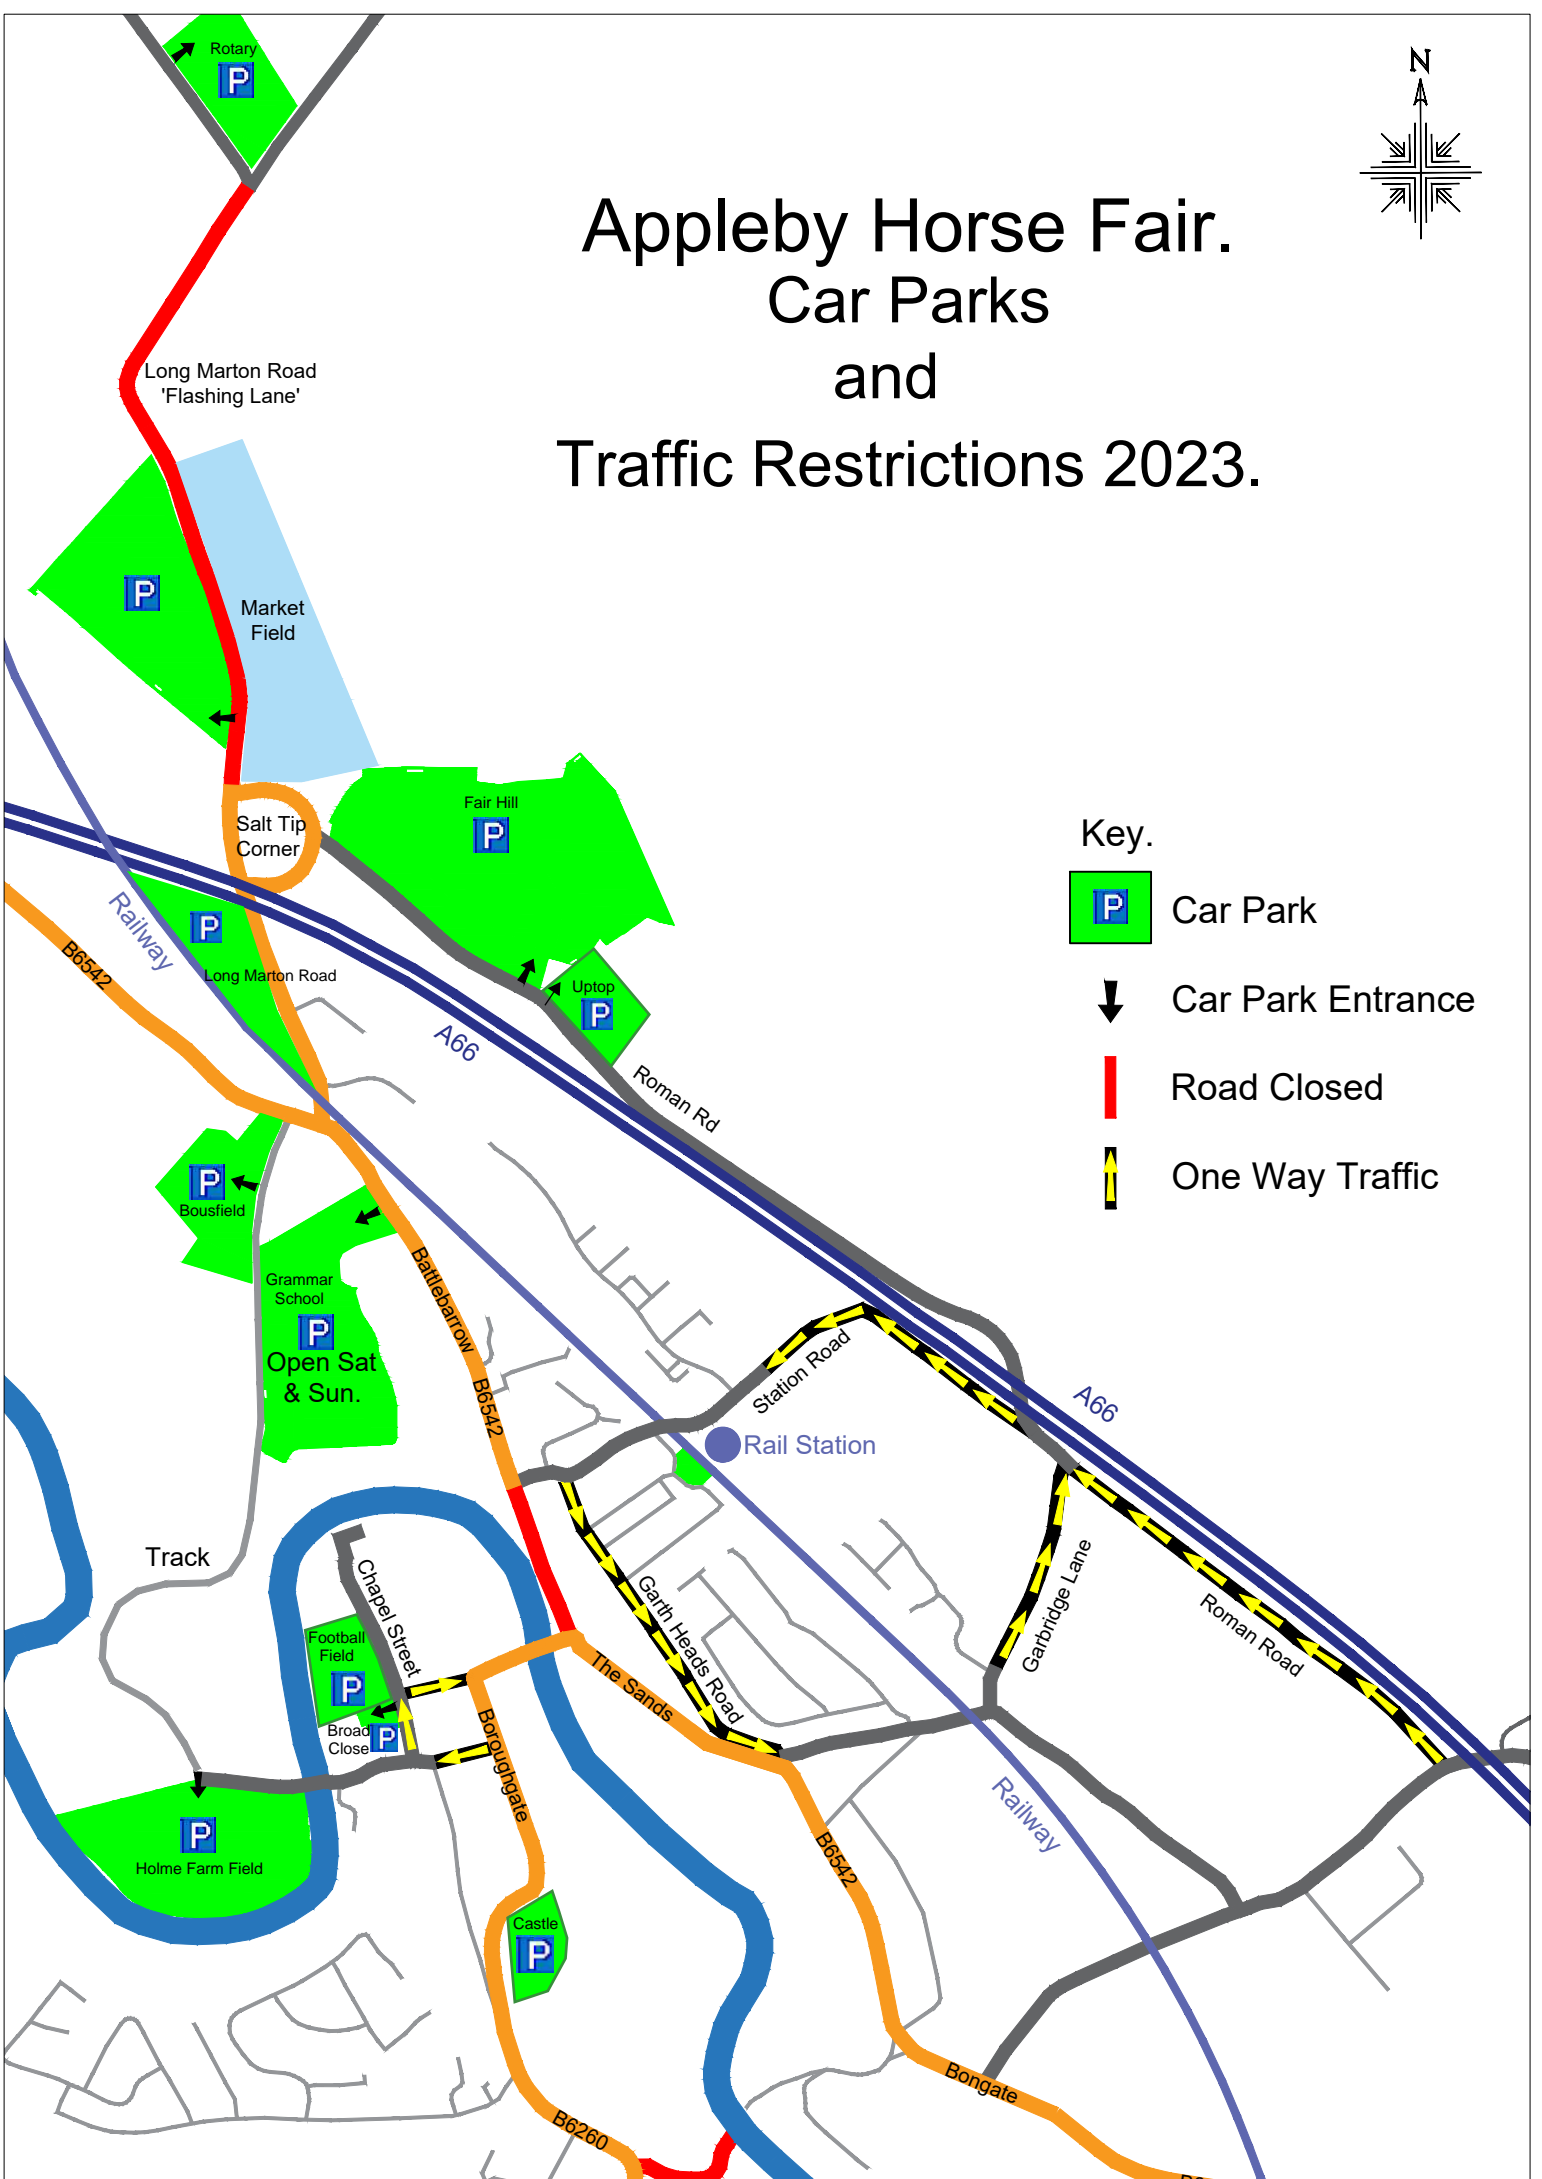 Rotary
P
N
Appleby Horse Fair.
Car Parks
and
Traffic Restrictions 2023.
Long Marton Road
'Flashing Lane'
P
Market
Field
Fair Hill
P
Salt Tip
Corner
Key.
P
Car Park
Car Park Entrance
Road Closed
One Way Traffic
Railway
P
Long Marton Road
B6542
Uptop
P
A66
Roman Rd
P
Bousfield
Grammar
School
P
Open Sat
& Sun.
Battlebarrow
B6542
Station Road
A66
Rail Station
Track
Chapel Street
Garth Heads Road
Garbridge Lane
Roman Road
Football
Field
P
Broad
Close
P
The Sands
Boroughgate
Railway
P
Holme Farm Field
B6542
Castle
P
Bongate
B6260